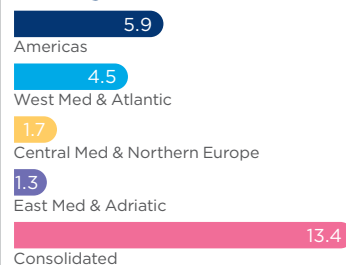 5.9
Americas
4.5
West Med & Atlantic
1.7
Central Med & Northern Europe
1.3
East Med & Adriatic
13.4
Consolidated